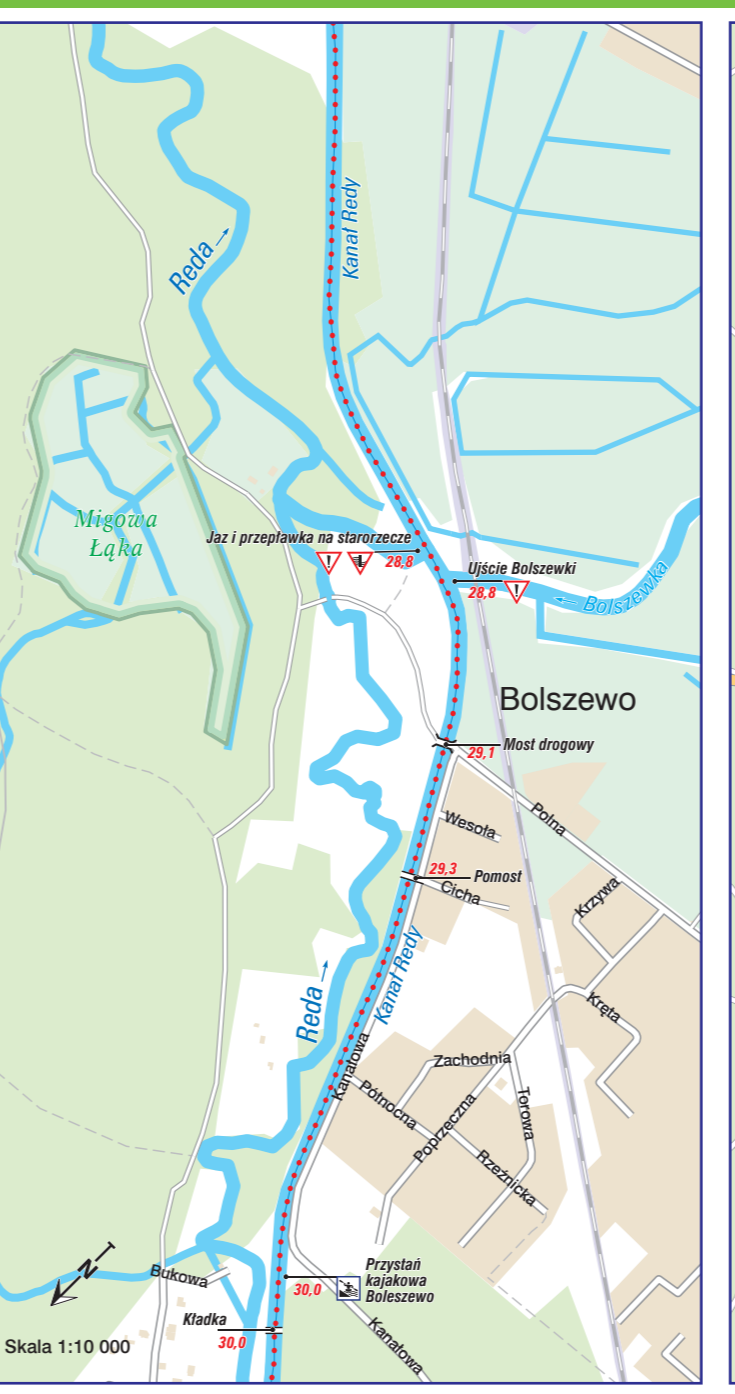 Kanał Redy
Reda →
Migowa
Łąka
Jaz i przepławka na starorzecze
28,8
Ujście Bolszewki
28,8
← Bolszewka
Bolszewo
Most drogowy
29,1
Polna
Wesoła
29,3
Pomost
Cicha
Krzywa
Kanał Redy
Reda →
Kręta
Kanałowa
Zachodnia
Północna
Torowa
Poprzeczna
Rzeźnicka
N
Bukowa
Przystań
kajakowa
Boleszewo
30,0
Kładka
30,0
Kanałowa
Skala 1:10 000